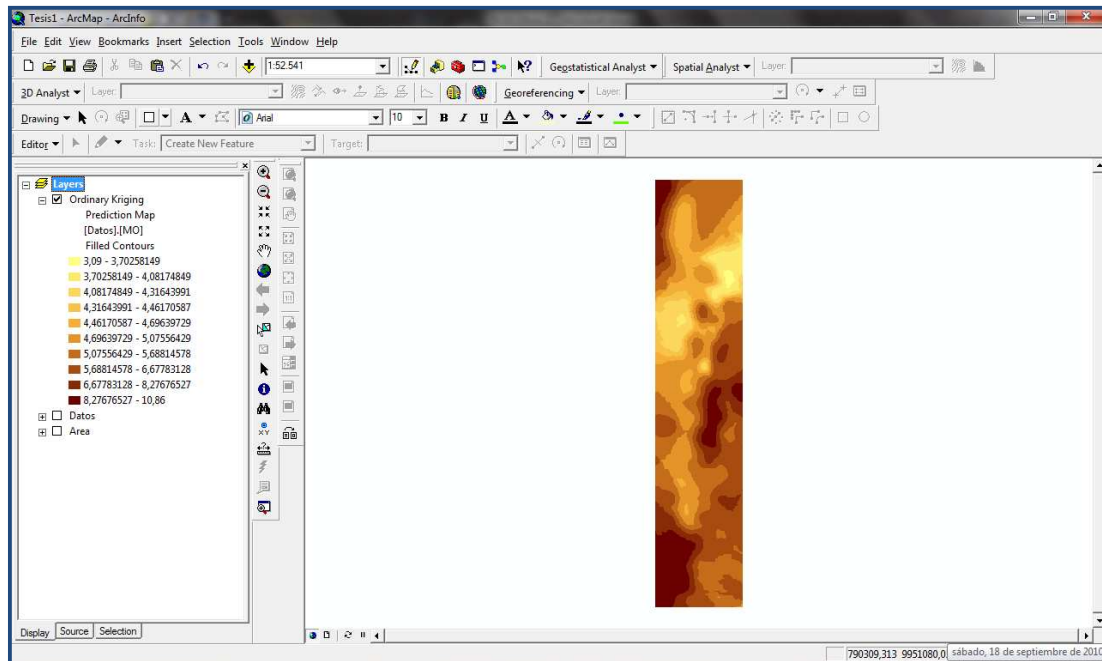 Tesis1 - ArcMap - ArcInfo
File Edit View Bookmarks Insert Selection Tools Window Help
1:52.541 Geostatistical Analyst Spatial Analyst Layer:
3D Analyst Layer: Georeferencing Layer:
Drawing A Arial 10 B I U A
Editor Task: Create New Feature Target:
Layers
Ordinary Kriging
Prediction Map
[Datos].[MO]
Filled Contours
3,09 - 3,70258149
3,70258149 - 4,08174849
4,08174849 - 4,31643991
4,31643991 - 4,46170587
4,46170587 - 4,69639729
4,69639729 - 5,07556429
5,07556429 - 5,68814578
5,68814578 - 6,67783128
6,67783128 - 8,27676527
8,27676527 - 10,86
Datos
Area
Display Source Selection
790309,313 9951080,0 sábado, 18 de septiembre de 2010